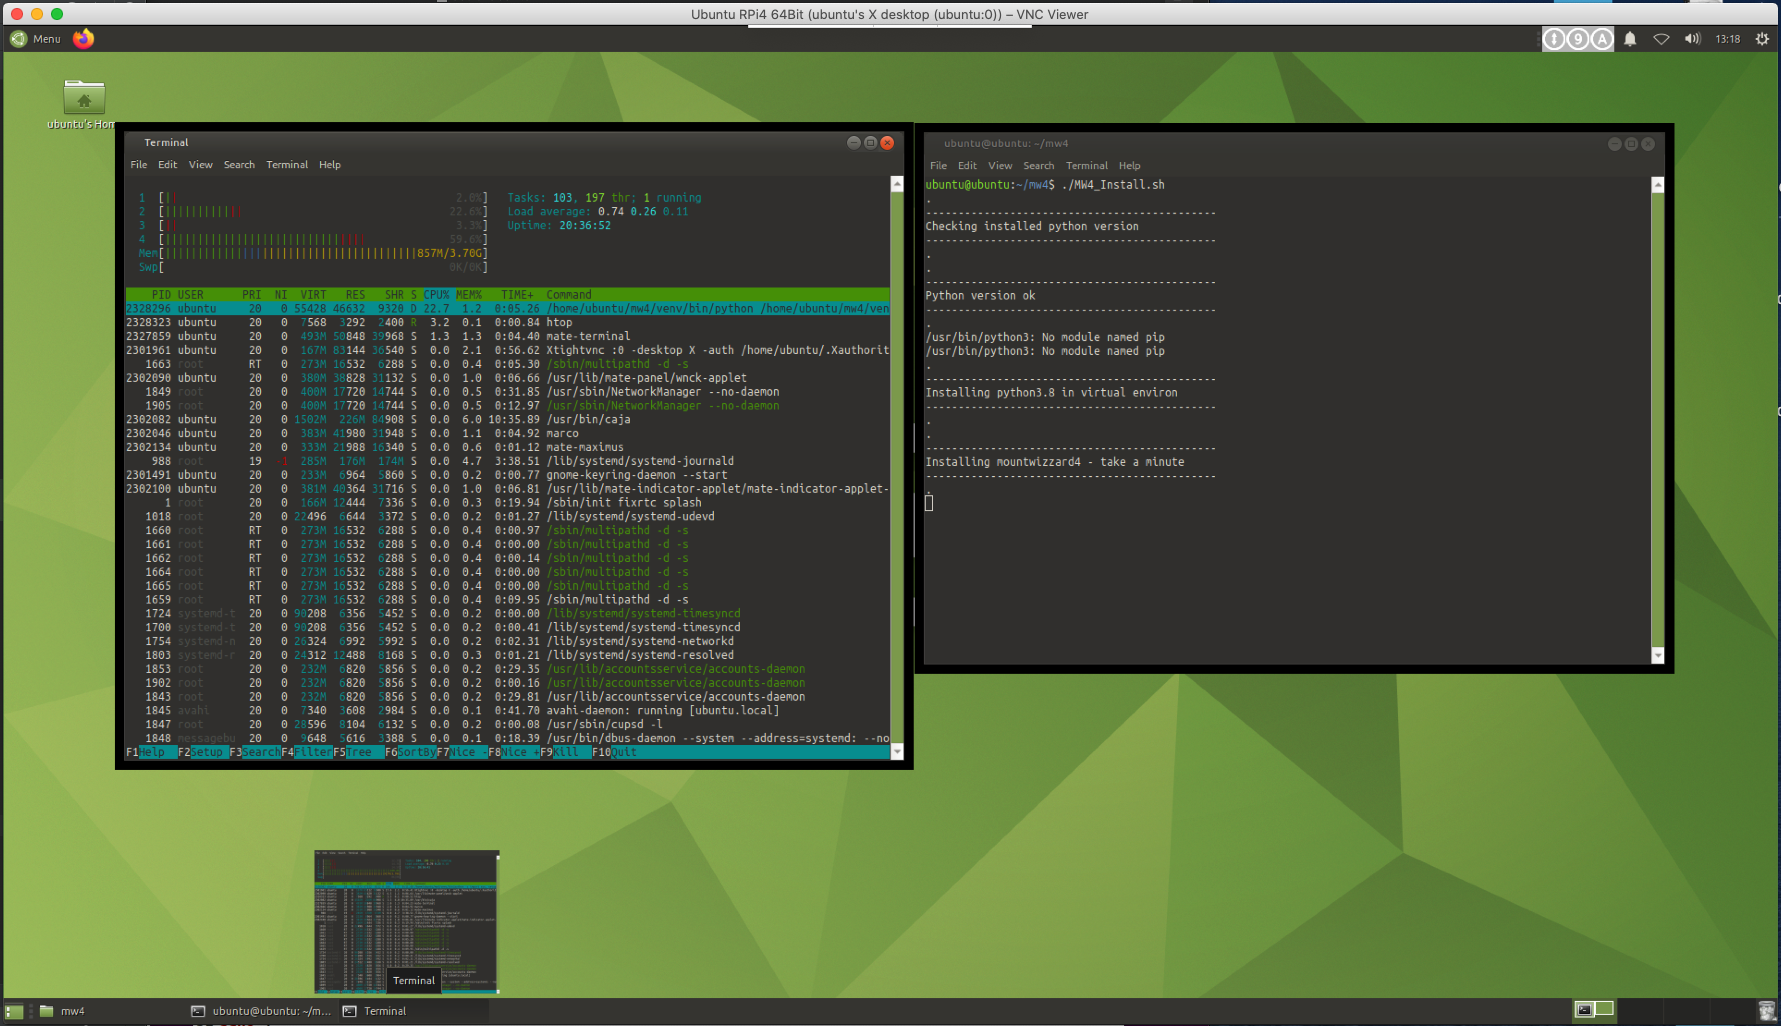 Ubuntu RPi4 64Bit (ubuntu's X desktop (ubuntu:0)) – VNC Viewer
Menu
9 A
13:18
ubuntu's Hom
Terminal
File Edit View Search Terminal Help
1 [|| 2.0%] Tasks: 103, 197 thr; 1 running
2 [||||||||||| 22.6%] Load average: 0.74 0.26 0.11
3 [|| 3.3%] Uptime: 20:36:52
4 [||||||||||||||||||||||||||||||| 59.6%]
Mem[|||||||||||||||||||||||||||||||||||||||857M/3.70G]
Swp[ 0K/0K]
PID USER PRI NI VIRT RES SHR S CPU% MEM% TIME+ Command
2328296 ubuntu 20 0 55428 46632 9320 D 22.7 1.2 0:05.26 /home/ubuntu/mw4/venv/bin/python /home/ubuntu/mw4/ven
2328323 ubuntu 20 0 7568 3292 2400 R 3.2 0.1 0:00.84 htop
2327859 ubuntu 20 0 493M 50848 39968 S 1.3 1.3 0:04.40 mate-terminal
2301961 ubuntu 20 0 167M 83144 36540 S 0.0 2.1 0:56.62 Xtightvnc :0 -desktop X -auth /home/ubuntu/.Xauthorit
1663 root RT 0 273M 16532 6288 S 0.0 0.4 0:05.30 /sbin/multipathd -d -s
2302090 ubuntu 20 0 380M 38828 31132 S 0.0 1.0 0:06.66 /usr/lib/mate-panel/wnck-applet
1849 root 20 0 400M 17720 14744 S 0.0 0.5 0:31.85 /usr/sbin/NetworkManager --no-daemon
1905 root 20 0 400M 17720 14744 S 0.0 0.5 0:12.97 /usr/sbin/NetworkManager --no-daemon
2302082 ubuntu 20 0 1502M 226M 84908 S 0.0 6.0 10:35.89 /usr/bin/caja
2302046 ubuntu 20 0 383M 41980 31948 S 0.0 1.1 0:04.92 marco
2302134 ubuntu 20 0 333M 21988 16340 S 0.0 0.6 0:01.12 mate-maximus
988 root 19 -1 285M 176M 174M S 0.0 4.7 3:38.51 /lib/systemd/systemd-journald
2301491 ubuntu 20 0 233M 6964 5860 S 0.0 0.2 0:00.77 gnome-keyring-daemon --start
2302100 ubuntu 20 0 381M 40364 31716 S 0.0 1.0 0:06.81 /usr/lib/mate-indicator-applet/mate-indicator-applet-
1 root 20 0 166M 12444 7336 S 0.0 0.3 0:19.94 /sbin/init fixrtc splash
1018 root 20 0 22496 6644 3372 S 0.0 0.2 0:01.27 /lib/systemd/systemd-udevd
1660 root RT 0 273M 16532 6288 S 0.0 0.4 0:00.97 /sbin/multipathd -d -s
1661 root RT 0 273M 16532 6288 S 0.0 0.4 0:00.00 /sbin/multipathd -d -s
1662 root RT 0 273M 16532 6288 S 0.0 0.4 0:00.14 /sbin/multipathd -d -s
1664 root RT 0 273M 16532 6288 S 0.0 0.4 0:00.00 /sbin/multipathd -d -s
1665 root RT 0 273M 16532 6288 S 0.0 0.4 0:00.00 /sbin/multipathd -d -s
1659 root RT 0 273M 16532 6288 S 0.0 0.4 0:09.95 /sbin/multipathd -d -s
1724 systemd-t 20 0 90208 6356 5452 S 0.0 0.2 0:00.00 /lib/systemd/systemd-timesyncd
1700 systemd-t 20 0 90208 6356 5452 S 0.0 0.2 0:00.41 /lib/systemd/systemd-timesyncd
1754 systemd-n 20 0 26324 6992 5992 S 0.0 0.2 0:02.31 /lib/systemd/systemd-networkd
1803 systemd-r 20 0 24312 12488 8168 S 0.0 0.3 0:01.21 /lib/systemd/systemd-resolved
1853 root 20 0 232M 6820 5856 S 0.0 0.2 0:29.35 /usr/lib/accountsservice/accounts-daemon
1902 root 20 0 232M 6820 5856 S 0.0 0.2 0:00.16 /usr/lib/accountsservice/accounts-daemon
1843 root 20 0 232M 6820 5856 S 0.0 0.2 0:29.81 /usr/lib/accountsservice/accounts-daemon
1845 avahi 20 0 7340 3608 2984 S 0.0 0.1 0:41.70 avahi-daemon: running [ubuntu.local]
1847 root 20 0 28596 8104 6132 S 0.0 0.2 0:00.08 /usr/sbin/cupsd -l
1848 messagebu 20 0 9648 5616 3388 S 0.0 0.1 0:18.39 /usr/bin/dbus-daemon --system --address=systemd: --no
F1Help F2Setup F3SearchF4FilterF5Tree F6SortByF7Nice -F8Nice +F9Kill F10Quit
ubuntu@ubuntu: ~/mw4
File Edit View Search Terminal Help
ubuntu@ubuntu:~/mw4$ ./MW4_Install.sh
.
---------------------------------------------
Checking installed python version
---------------------------------------------
.
.
---------------------------------------------
Python version ok
---------------------------------------------
.
/usr/bin/python3: No module named pip
/usr/bin/python3: No module named pip
.
---------------------------------------------
Installing python3.8 in virtual environ
---------------------------------------------
.
.
---------------------------------------------
Installing mountwizzard4 - take a minute
---------------------------------------------
.
Terminal
mw4
ubuntu@ubuntu: ~/m...
Terminal